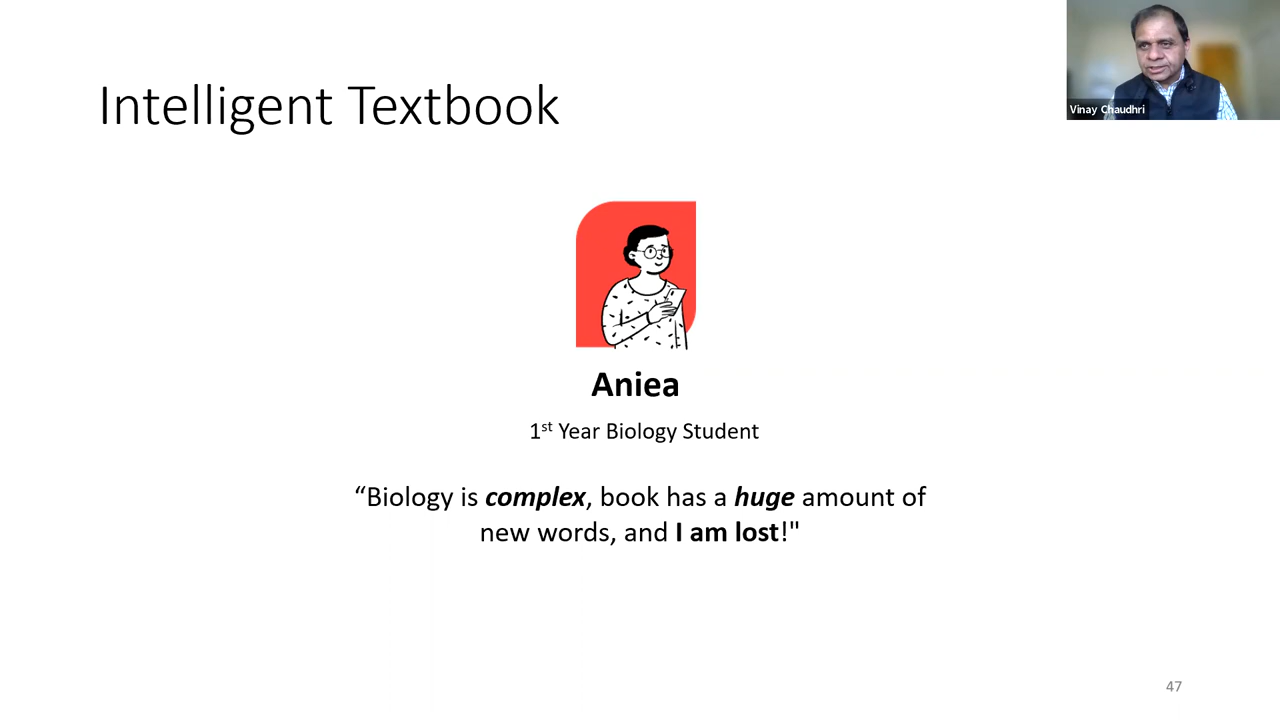 Intelligent Textbook
Vinay Chaudhri
Aniea
1st Year Biology Student
“Biology is complex, book has a huge amount of
new words, and I am lost!"
47